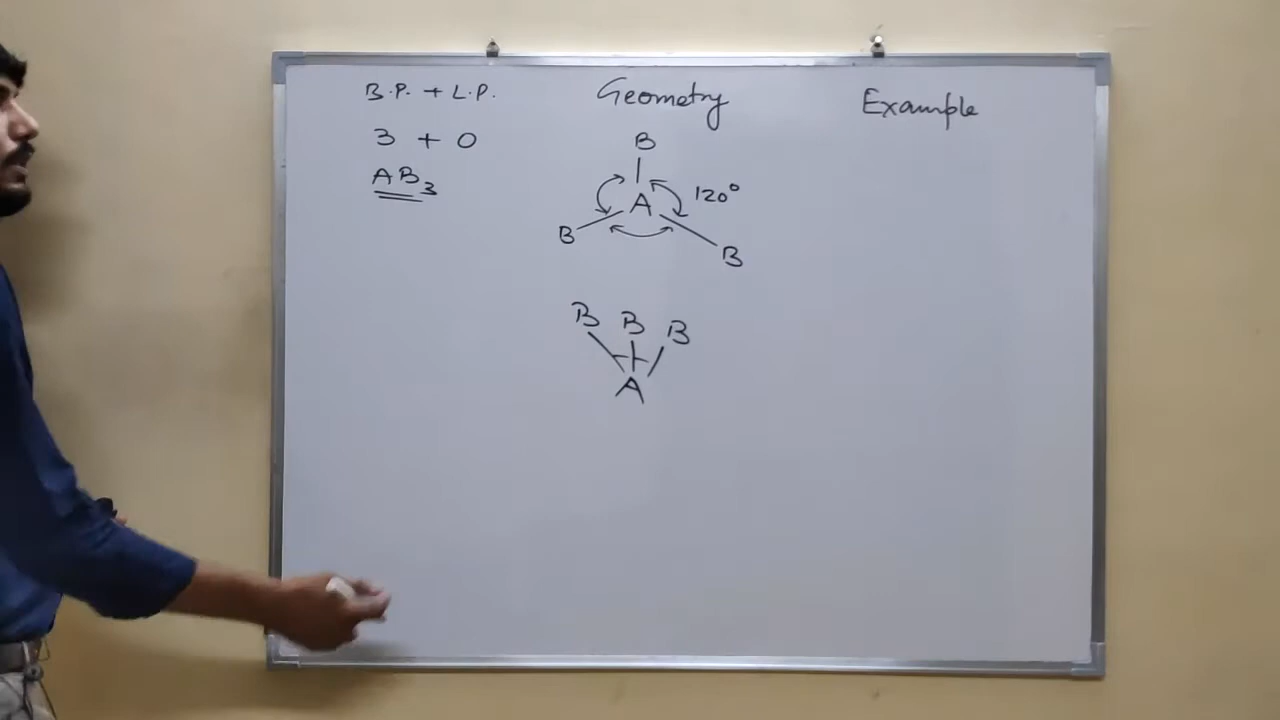 B.P. + L.P. Geometry Example
3 + 0
AB₃
B
A 120°
B B
B B B
A